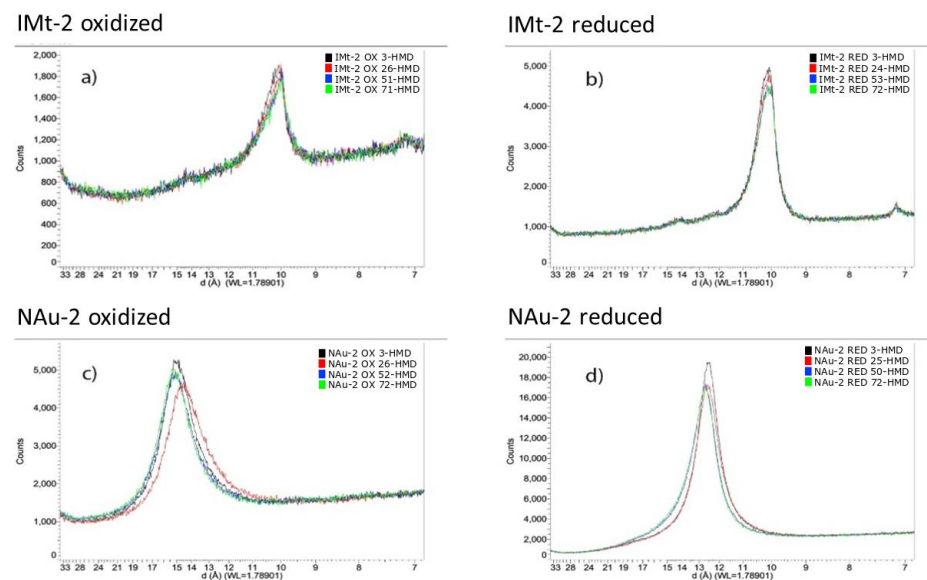 IMt-2 oxidized
IMt-2 reduced
a)
IMt-2 OX 3-HMD
IMt-2 OX 26-HMD
IMt-2 OX 51-HMD
IMt-2 OX 71-HMD
2,000
1,800
1,600
1,400
1,200
1,000
800
600
400
200
0
Counts
33 28 24 21 19 17 15 14 13 12 11 10 9 8 7
d (Å) (WL=1.78901)
b)
IMt-2 RED 3-HMD
IMt-2 RED 24-HMD
IMt-2 RED 53-HMD
IMt-2 RED 72-HMD
5,000
4,000
3,000
2,000
1,000
0
Counts
33 28 24 21 19 17 15 14 13 12 11 10 9 8 7
d (Å) (WL=1.78901)
NAu-2 oxidized
NAu-2 reduced
c)
NAu-2 OX 3-HMD
NAu-2 OX 26-HMD
NAu-2 OX 52-HMD
NAu-2 OX 72-HMD
5,000
4,000
3,000
2,000
1,000
0
Counts
33 28 24 21 19 17 15 14 13 12 11 10 9 8 7
d (Å) (WL=1.78901)
d)
NAu-2 RED 3-HMD
NAu-2 RED 25-HMD
NAu-2 RED 50-HMD
NAu-2 RED 72-HMD
20,000
18,000
16,000
14,000
12,000
10,000
8,000
6,000
4,000
2,000
0
Counts
33 28 24 21 19 17 15 14 13 12 11 10 9 8 7
d (Å) (WL=1.78901)